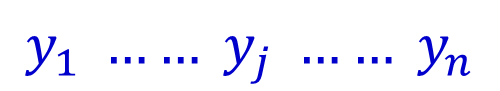 y₁ …… yⱼ …… yₙ